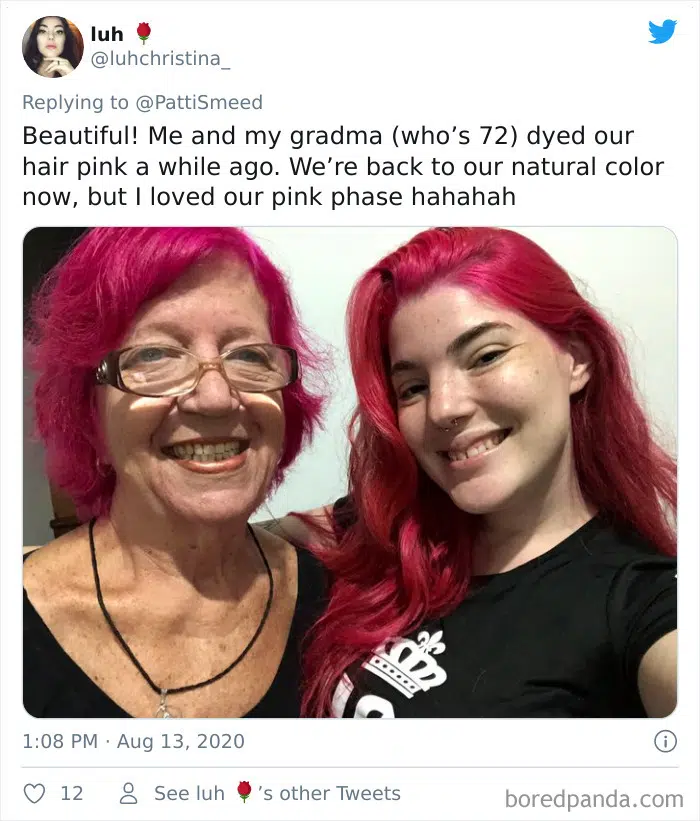 luh 🌹
@luhchristina_
Replying to @PattiSmeed
Beautiful! Me and my gradma (who’s 72) dyed our
hair pink a while ago. We’re back to our natural color
now, but I loved our pink phase hahahah
1:08 PM · Aug 13, 2020
12 See luh 🌹’s other Tweets
boredpanda.com